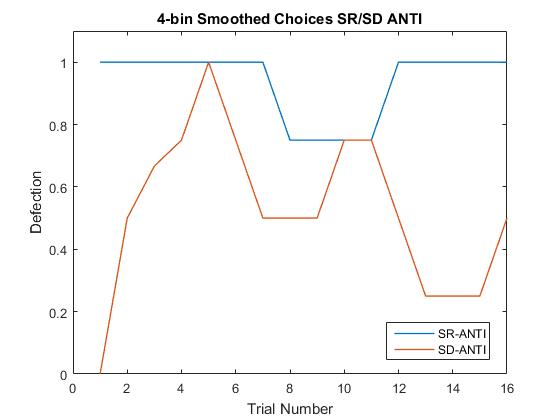 4-bin Smoothed Choices SR/SD ANTI
Defection
1
0.8
0.6
0.4
0.2
0
0 2 4 6 8 10 12 14 16
Trial Number
SR-ANTI
SD-ANTI